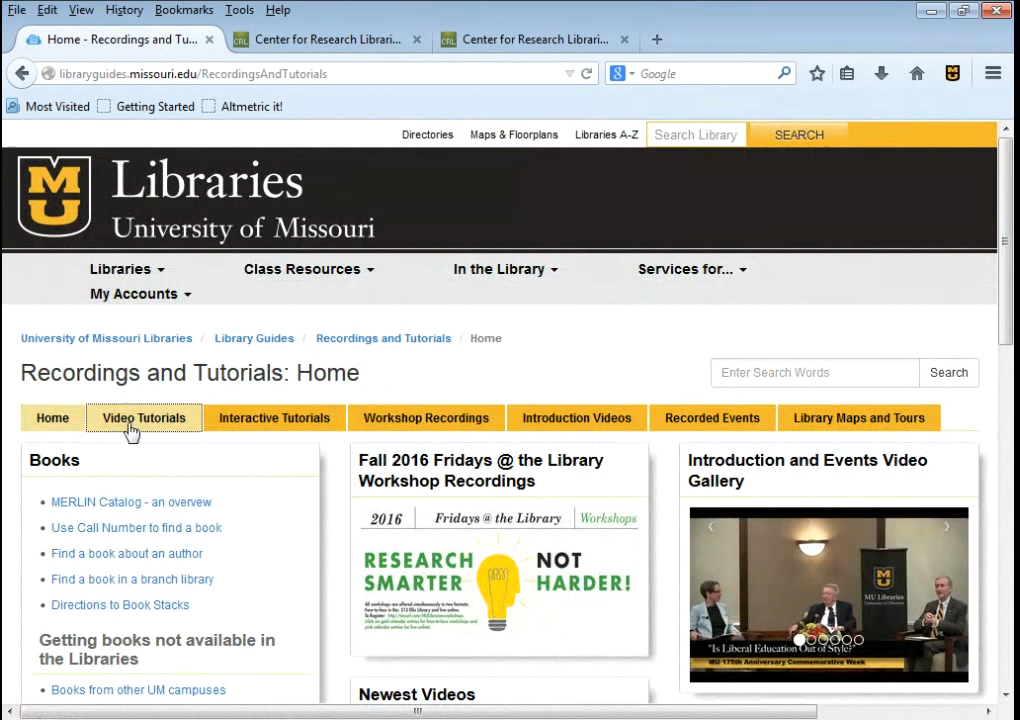 File Edit View History Bookmarks Tools Help
Home - Recordings and Tu... Center for Research Librari... Center for Research Librari...
libraryguides.missouri.edu/RecordingsAndTutorials Google
Most Visited Getting Started Altmetric it!
Directories Maps & Floorplans Libraries A-Z Search Library SEARCH
Libraries
University of Missouri
Libraries Class Resources In the Library Services for...
My Accounts
University of Missouri Libraries / Library Guides / Recordings and Tutorials / Home
Recordings and Tutorials: Home Enter Search Words Search
Home Video Tutorials Interactive Tutorials Workshop Recordings Introduction Videos Recorded Events Library Maps and Tours
Books
MERLIN Catalog - an overvew
Use Call Number to find a book
Find a book about an author
Find a book in a branch library
Directions to Book Stacks
Getting books not available in
the Libraries
Books from other UM campuses
Fall 2016 Fridays @ the Library
Workshop Recordings
2016 Fridays @ the Library Workshops
RESEARCH NOT
SMARTER HARDER!
Newest Videos
Introduction and Events Video
Gallery
MU Libraries
"Is Liberal Education Out of Style?"
MU 175th Anniversary Commemorative Week